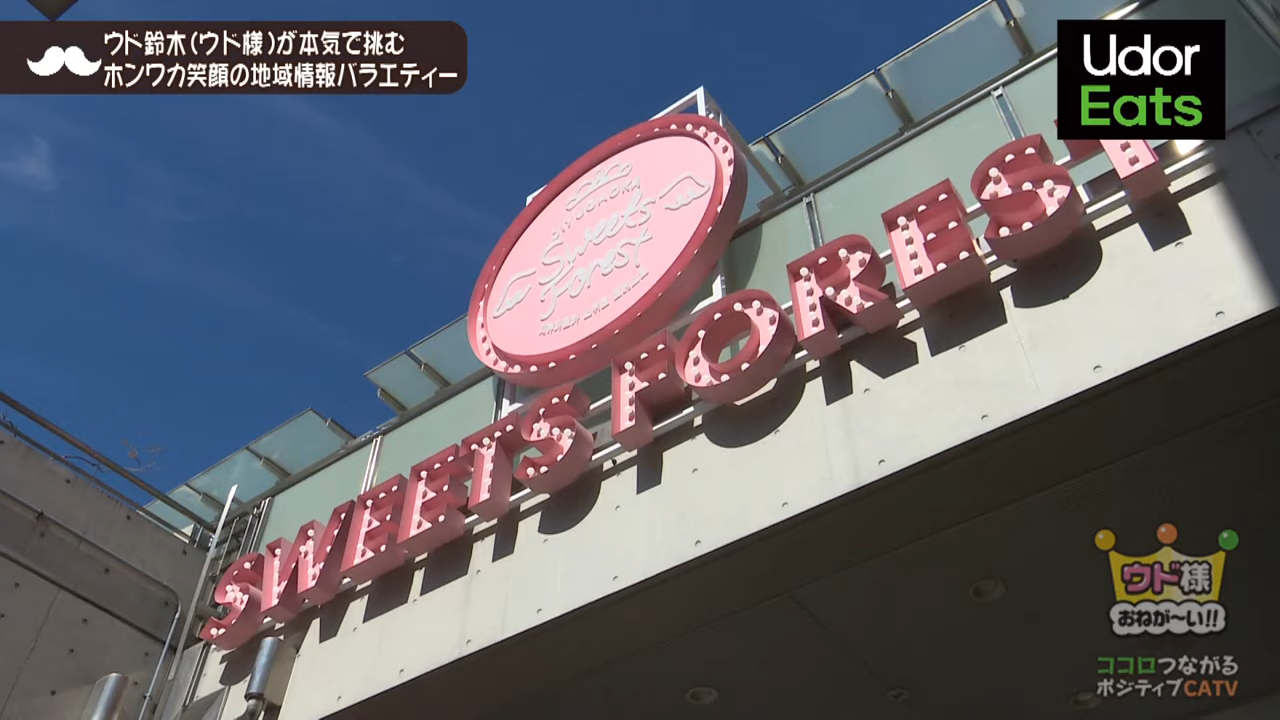 ウド鈴木(ウド様)が本気で挑む
ホンワカ笑顔の地域情報バラエティー
Udor
Eats
Sweets
Forest
SWEETS FOREST
ウド様
おねが~い!!
ココロつながる
ポジティブCATV